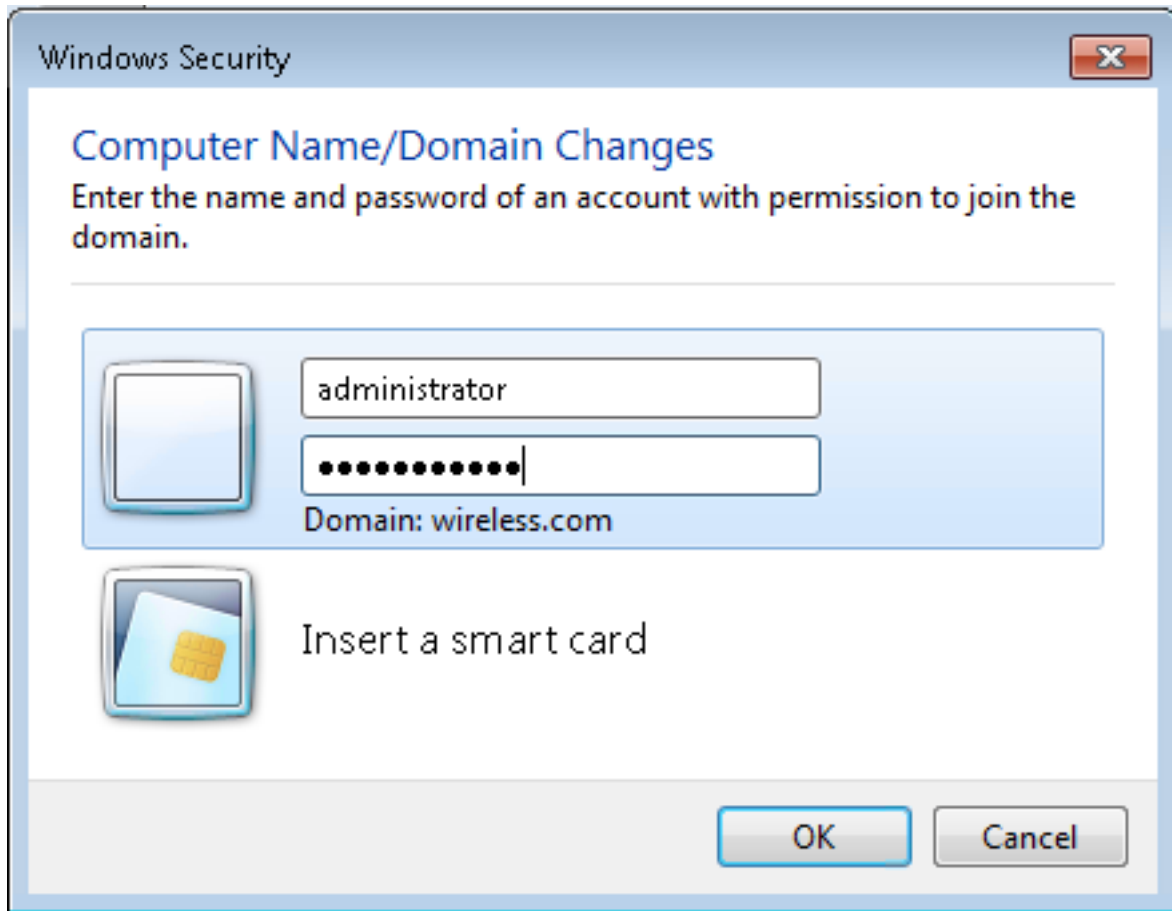 Windows Security
Computer Name/Domain Changes
Enter the name and password of an account with permission to join the
domain.
administrator
●●●●●●●●●●●
Domain: wireless.com
Insert a smart card
OK
Cancel